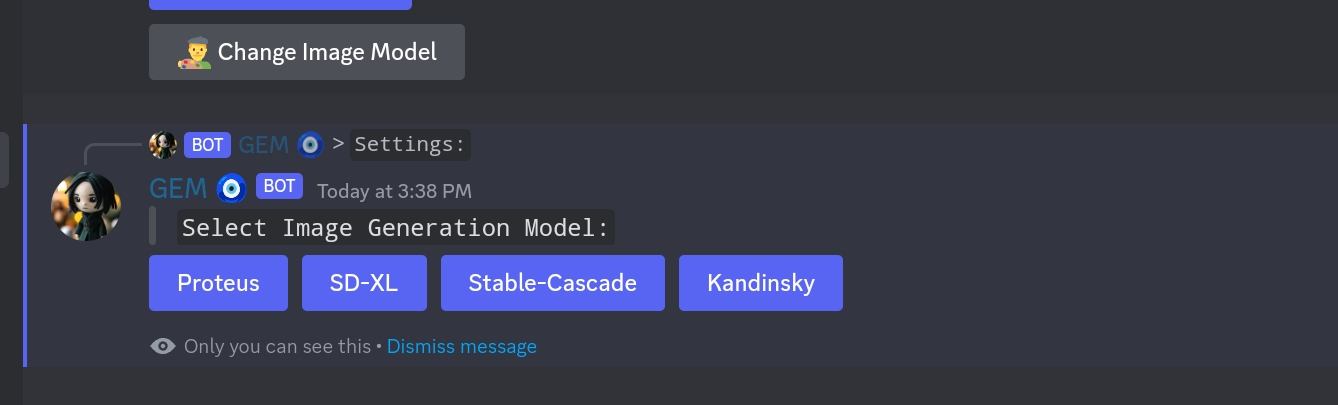 Change Image Model
BOT GEM > Settings:
GEM BOT Today at 3:38 PM
Select Image Generation Model:
Proteus SD-XL Stable-Cascade Kandinsky
Only you can see this • Dismiss message